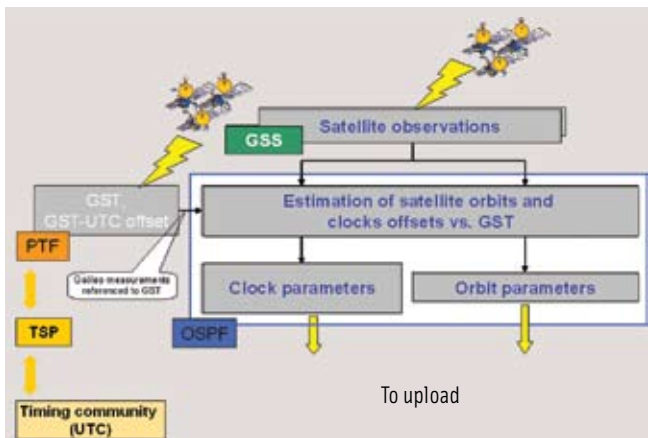 Satellite observations
GSS
GST,
GST-UTC offset
Estimation of satellite orbits and
clocks offsets vs. GST
PTF
Galileo measurements
referenced to GST
Clock parameters
Orbit parameters
TSP
OSPF
To upload
Timing community
(UTC)